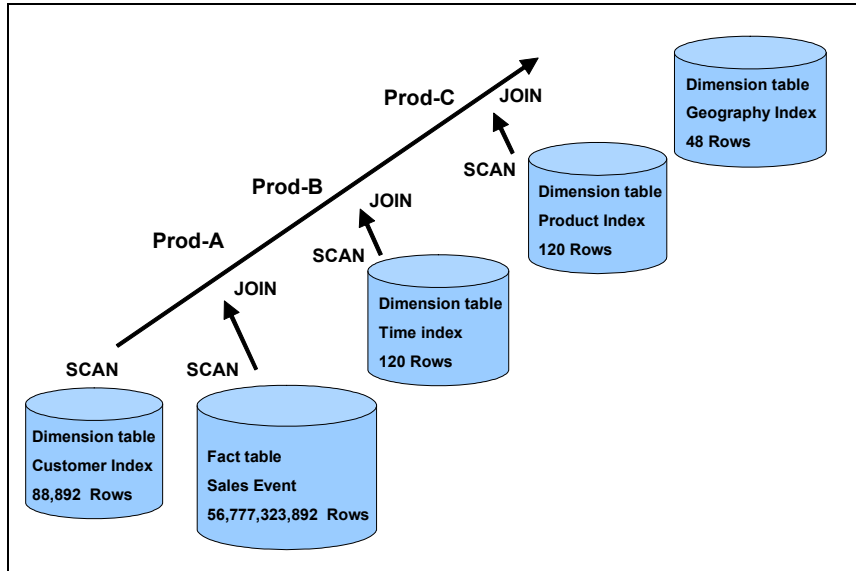 Prod-C
JOIN
Dimension table
Geography Index
48 Rows
SCAN
Dimension table
Product Index
120 Rows
Prod-B
JOIN
Prod-A
SCAN
Dimension table
Time index
120 Rows
JOIN
SCAN
SCAN
Dimension table
Customer Index
88,892 Rows
Fact table
Sales Event
56,777,323,892 Rows